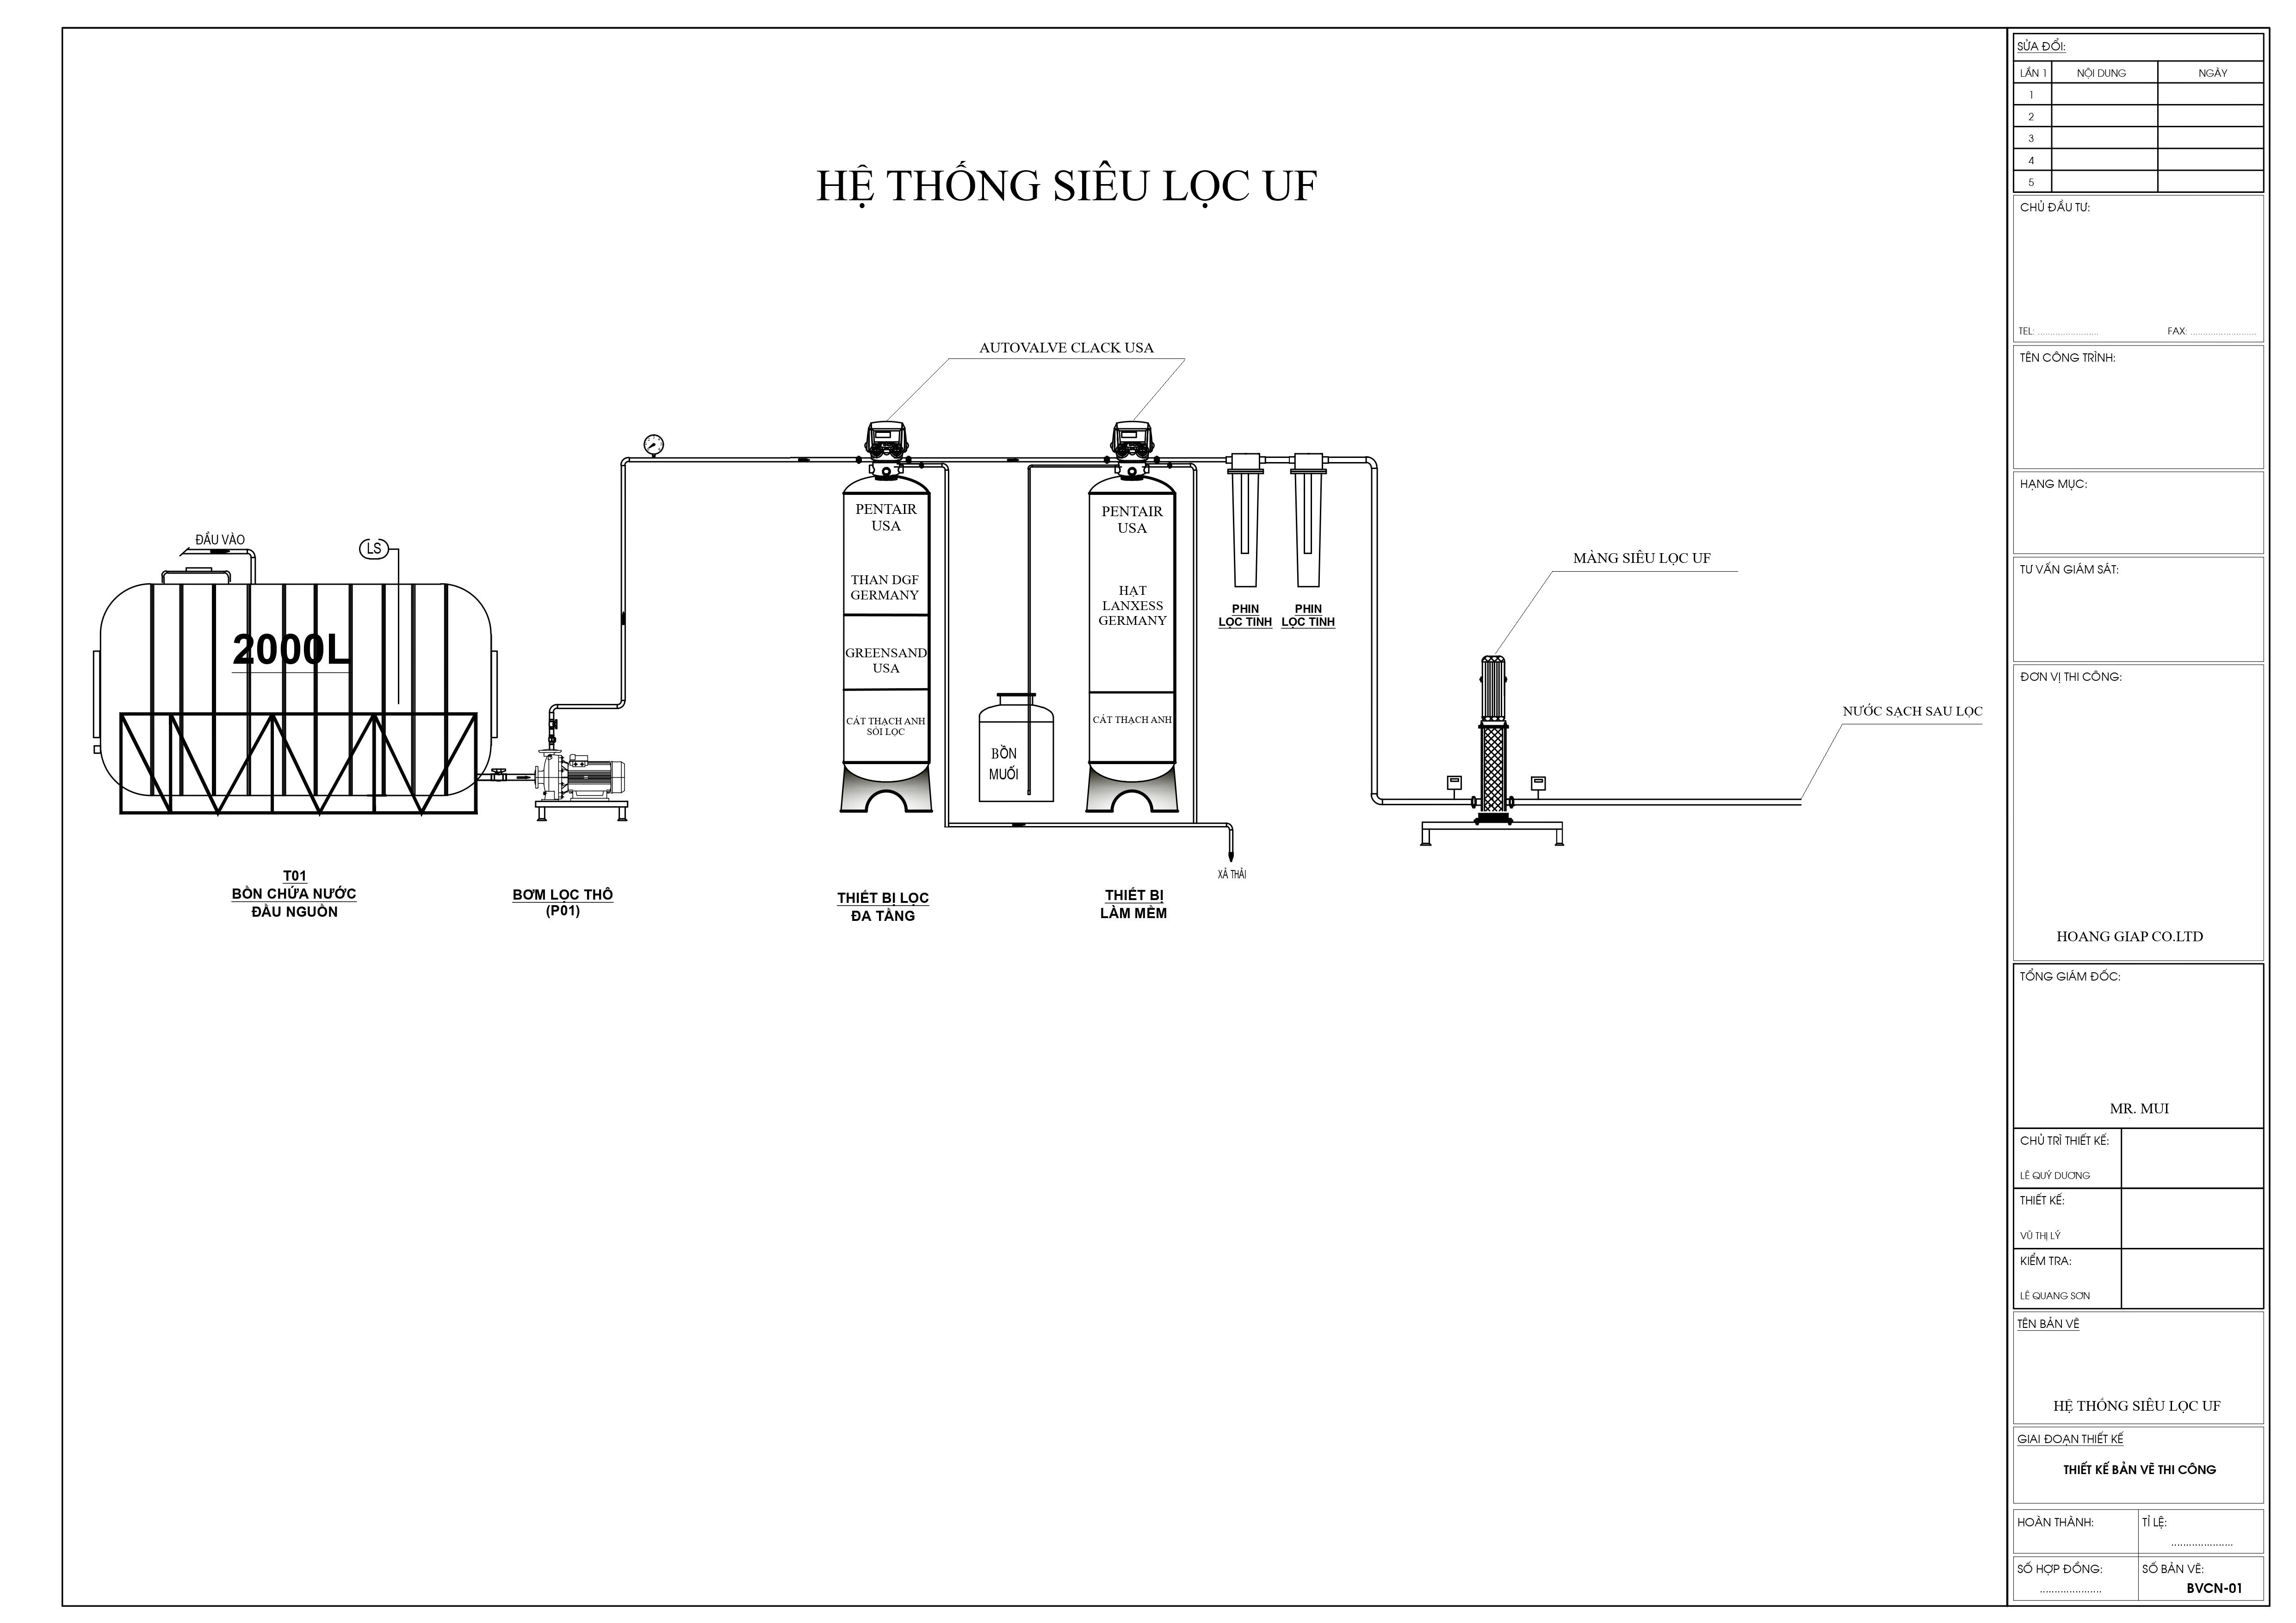 HỆ THỐNG SIÊU LỌC UF
AUTOVALVE CLACK USA
ĐẦU VÀO
LS
2000L
PENTAIR
USA
THAN DGF
GERMANY
GREENSAND
USA
CÁT THẠCH ANH
SỎI LỌC
BỒN
MUỐI
PENTAIR
USA
HẠT
LANXESS
GERMANY
CÁT THẠCH ANH
PHIN
LỌC TINH
PHIN
LỌC TINH
MÀNG SIÊU LỌC UF
NƯỚC SẠCH SAU LỌC
XẢ THẢI
T01
BỒN CHỨA NƯỚC
ĐẦU NGUỒN
BƠM LỌC THÔ
(P01)
THIẾT BỊ LỌC
ĐA TẦNG
THIẾT BỊ
LÀM MỀM
SỬA ĐỔI:
LẦN 1 NỘI DUNG NGÀY
1
2
3
4
5
CHỦ ĐẦU TƯ:
TEL: ........................ FAX: ..........................
TÊN CÔNG TRÌNH:
HẠNG MỤC:
TƯ VẤN GIÁM SÁT:
ĐƠN VỊ THI CÔNG:
HOANG GIAP CO.LTD
TỔNG GIÁM ĐỐC:
MR. MUI
CHỦ TRÌ THIẾT KẾ:
LÊ QUÝ DƯƠNG
THIẾT KẾ:
VŨ THỊ LÝ
KIỂM TRA:
LÊ QUANG SƠN
TÊN BẢN VẼ
HỆ THỐNG SIÊU LỌC UF
GIAI ĐOẠN THIẾT KẾ
THIẾT KẾ BẢN VẼ THI CÔNG
HOÀN THÀNH: TỈ LỆ:
.....................
SỐ HỢP ĐỒNG: SỐ BẢN VẼ:
..................... BVCN-01